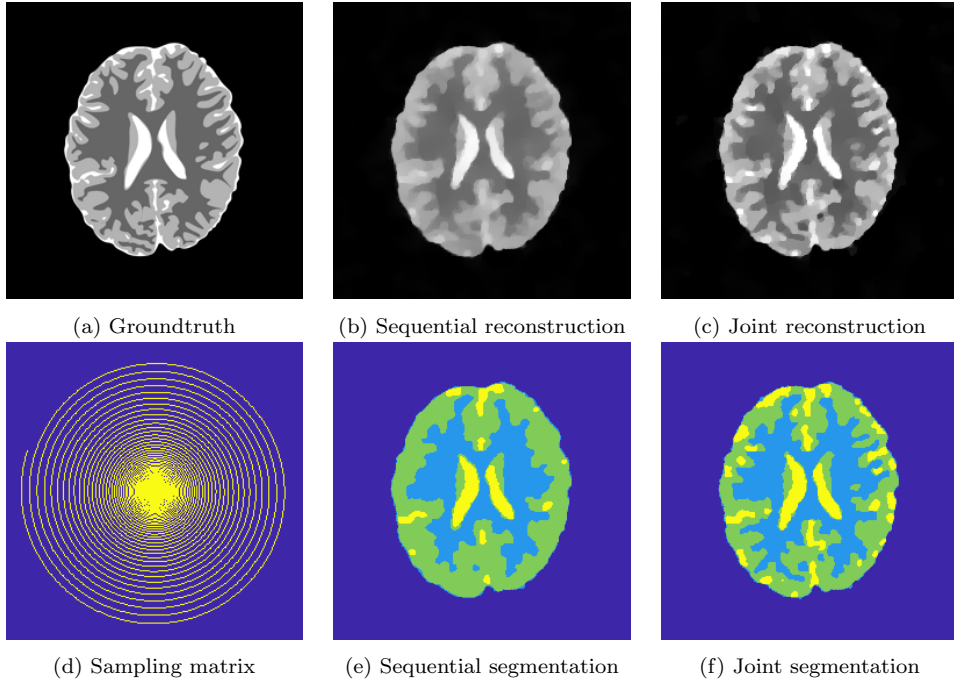 (a) Groundtruth
(b) Sequential reconstruction
(c) Joint reconstruction
(d) Sampling matrix
(e) Sequential segmentation
(f) Joint segmentation